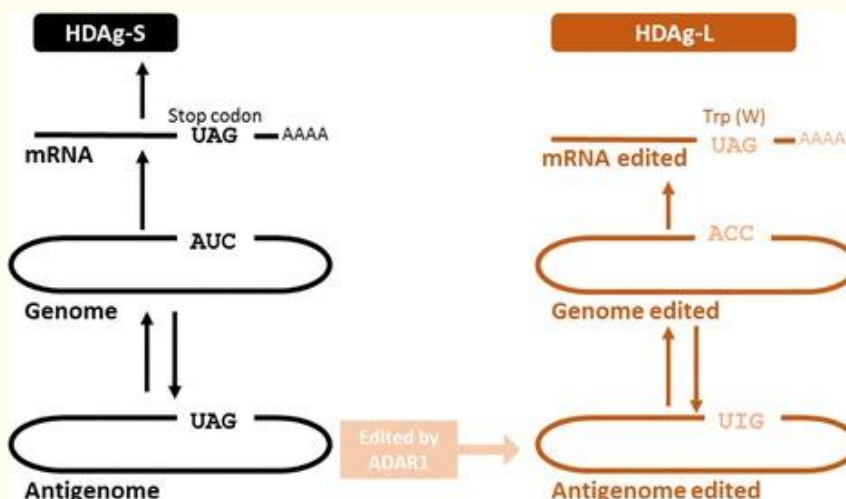 HDAg-S
HDAg-L
Stop codon
UAG
AAAA
mRNA
Trp (W)
UAG
AAAA
mRNA edited
AUC
Genome
ACC
Genome edited
UAG
Antigenome
Edited by
ADAR1
UIG
Antigenome edited